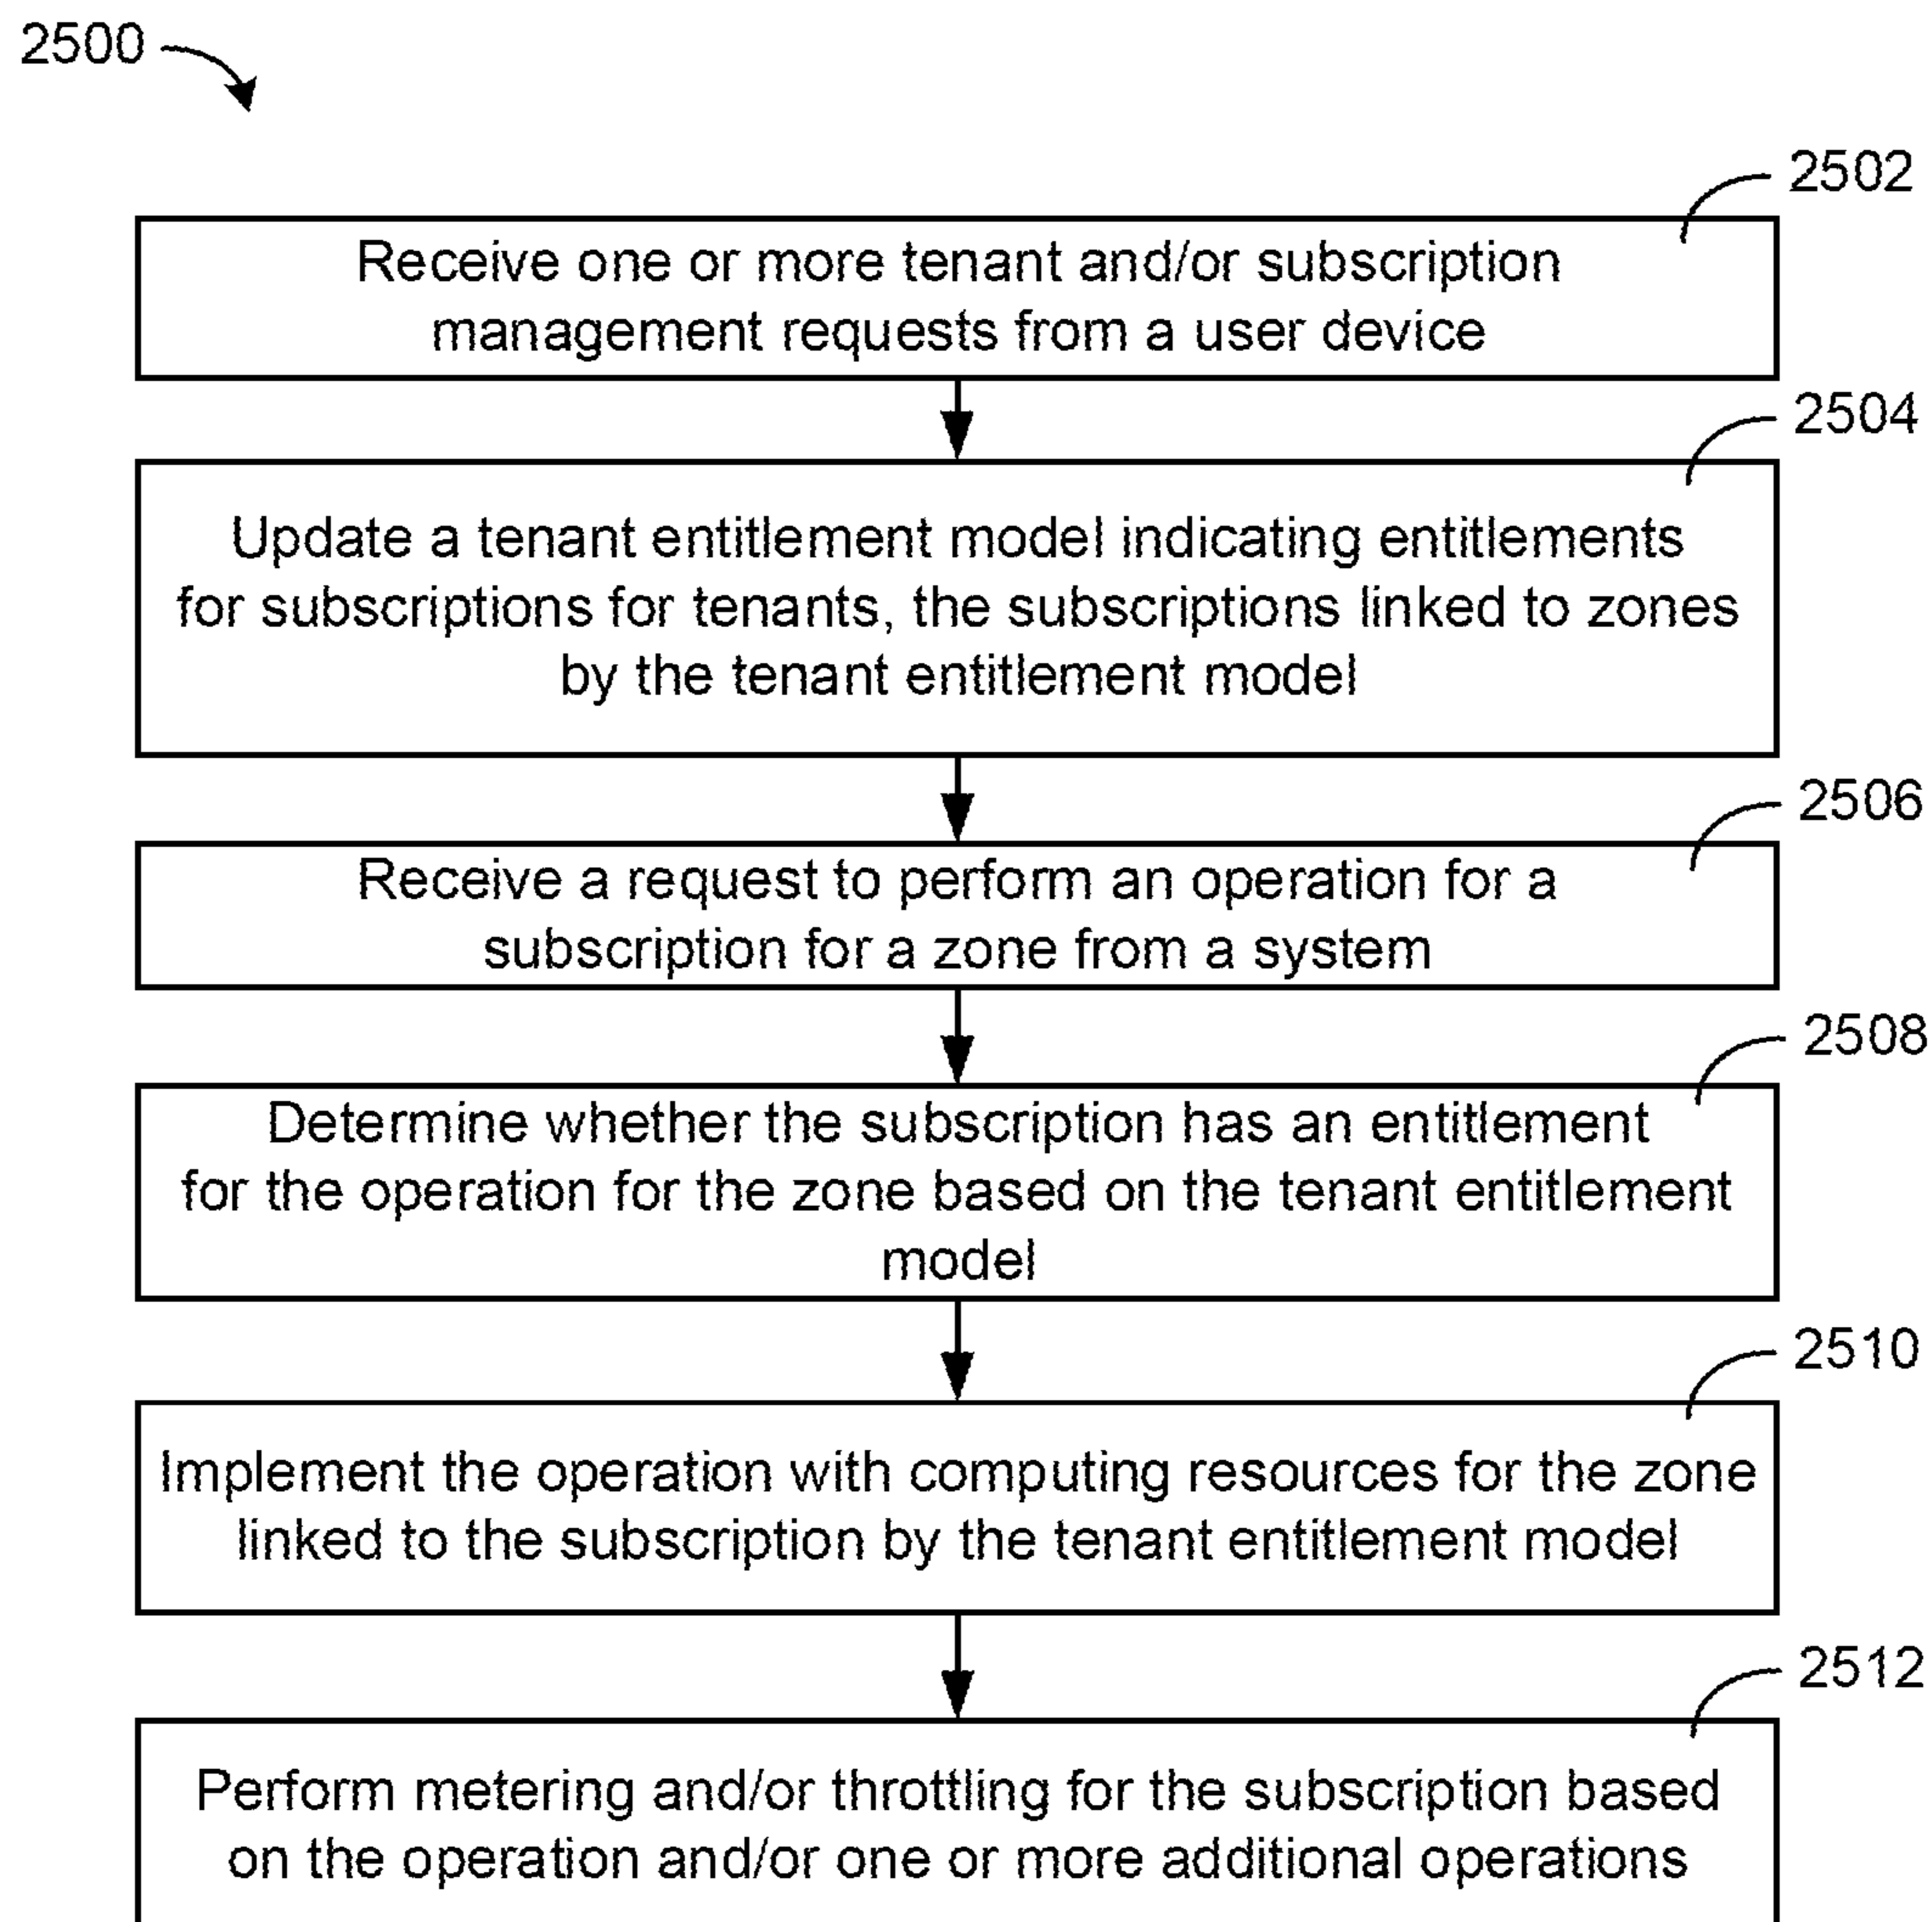 2500
2502
Receive one or more tenant and/or subscription
management requests from a user device
2504
Update a tenant entitlement model indicating entitlements
for subscriptions for tenants, the subscriptions linked to zones
by the tenant entitlement model
2506
Receive a request to perform an operation for a
subscription for a zone from a system
2508
Determine whether the subscription has an entitlement
for the operation for the zone based on the tenant entitlement
model
2510
Implement the operation with computing resources for the zone
linked to the subscription by the tenant entitlement model
2512
Perform metering and/or throttling for the subscription based
on the operation and/or one or more additional operations